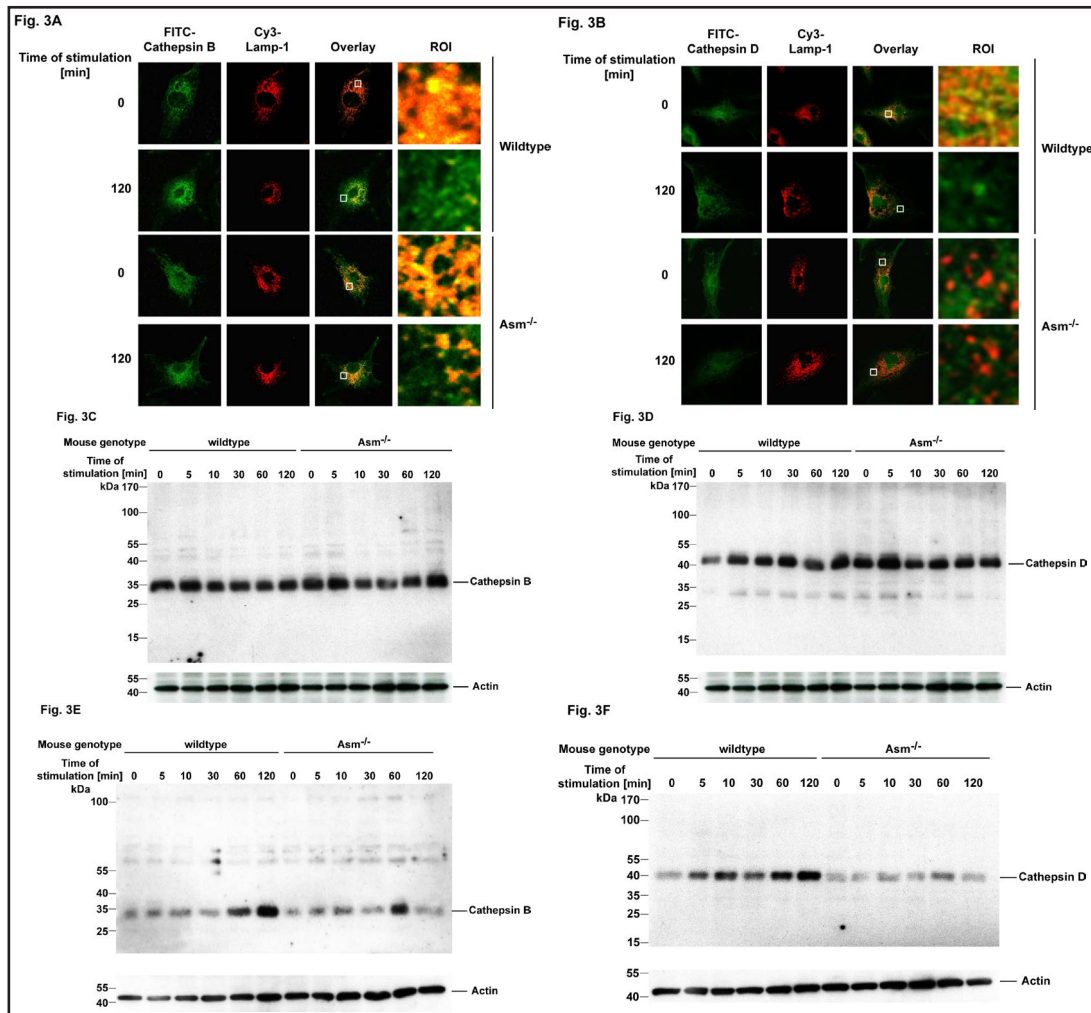 Fig. 3A
FITC- Cy3-
Cathepsin B Lamp-1 Overlay ROI
Time of stimulation
[min]
0
120
Wildtype
0
120
Asm-/-
Fig. 3B
FITC- Cy3-
Cathepsin D Lamp-1 Overlay ROI
Time of stimulation
[min]
0
120
Wildtype
0
120
Asm-/-
Fig. 3C
Mouse genotype wildtype Asm-/-
Time of
stimulation [min] 0 5 10 30 60 120 0 5 10 30 60 120
kDa
170
100
55
40
35 Cathepsin B
25
15
55
40 Actin
Fig. 3D
Mouse genotype wildtype Asm-/-
Time of
stimulation [min] 0 5 10 30 60 120 0 5 10 30 60 120
kDa
170
100
55
40 Cathepsin D
35
25
15
55
40 Actin
Fig. 3E
Mouse genotype wildtype Asm-/-
Time of
stimulation [min] 0 5 10 30 60 120 0 5 10 30 60 120
kDa
100
55
40
35 Cathepsin B
25
55
40 Actin
Fig. 3F
Mouse genotype wildtype Asm-/-
Time of
stimulation [min] 0 5 10 30 60 120 0 5 10 30 60 120
kDa
170
100
55
40 Cathepsin D
35
25
15
55
40 Actin